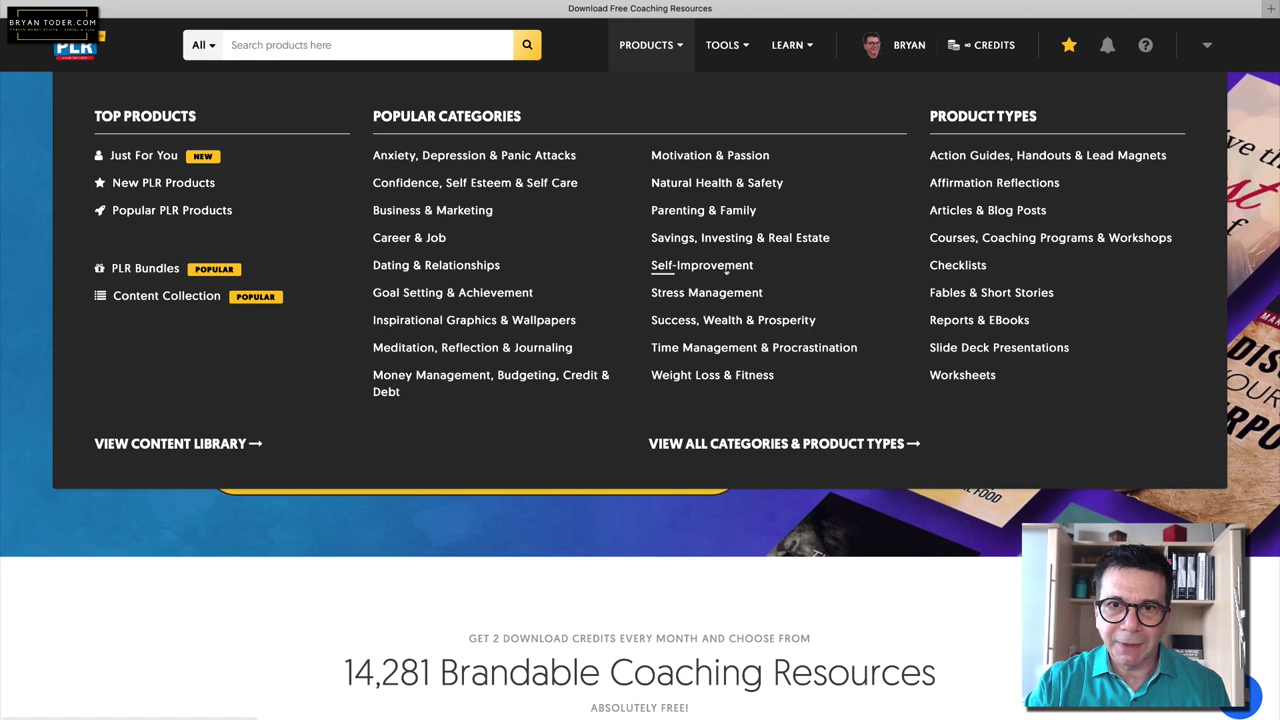 Download Free Coaching Resources
BRYAN TODER.COM
PLR
All
Search products here
PRODUCTS
TOOLS
LEARN
BRYAN
∞ CREDITS
TOP PRODUCTS
Just For You NEW
New PLR Products
Popular PLR Products
PLR Bundles POPULAR
Content Collection POPULAR
VIEW CONTENT LIBRARY →
POPULAR CATEGORIES
Anxiety, Depression & Panic Attacks
Confidence, Self Esteem & Self Care
Business & Marketing
Career & Job
Dating & Relationships
Goal Setting & Achievement
Inspirational Graphics & Wallpapers
Meditation, Reflection & Journaling
Money Management, Budgeting, Credit &
Debt
Motivation & Passion
Natural Health & Safety
Parenting & Family
Savings, Investing & Real Estate
Self-Improvement
Stress Management
Success, Wealth & Prosperity
Time Management & Procrastination
Weight Loss & Fitness
VIEW ALL CATEGORIES & PRODUCT TYPES →
PRODUCT TYPES
Action Guides, Handouts & Lead Magnets
Affirmation Reflections
Articles & Blog Posts
Courses, Coaching Programs & Workshops
Checklists
Fables & Short Stories
Reports & EBooks
Slide Deck Presentations
Worksheets
GET 2 DOWNLOAD CREDITS EVERY MONTH AND CHOOSE FROM
14,281 Brandable Coaching Resources
ABSOLUTELY FREE!